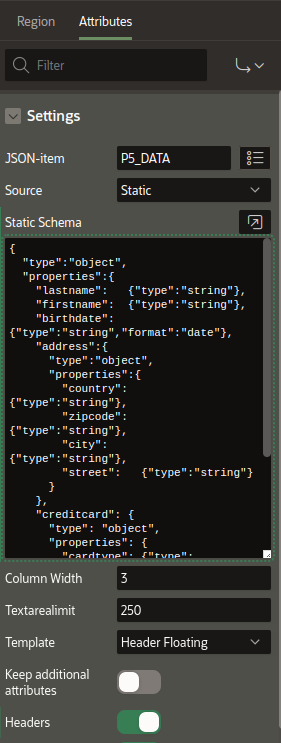 Region Attributes
Filter
Settings
JSON-item P5_DATA
Source Static
Static Schema
{
  "type":"object",
  "properties":{
    "lastname":   {"type":"string"},
    "firstname":  {"type":"string"},
    "birthdate":
{"type":"string","format":"date"},
    "address":{
      "type":"object",
      "properties":{
        "country":
{"type":"string"},
        "zipcode":
{"type":"string"},
        "city":
{"type":"string"},
        "street":   {"type":"string"}
      }
    },
    "creditcard": {
      "type": "object",
      "properties": {
        "cardtype": {"type":
Column Width 3
Textarealimit 250
Template Header Floating
Keep additional
attributes
Headers